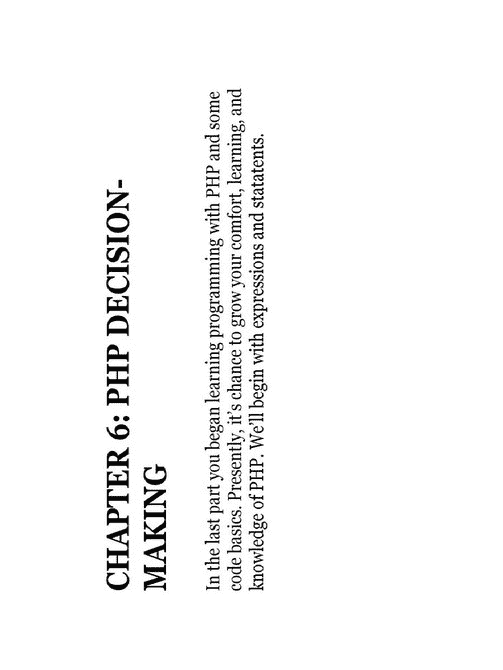 CHAPTER 6: PHP DECISION-
MAKING
In the last part you began learning programming with PHP and some
code basics. Presently, it's chance to grow your comfort, learning, and
knowledge of PHP. We'll begin with expressions and statatents.